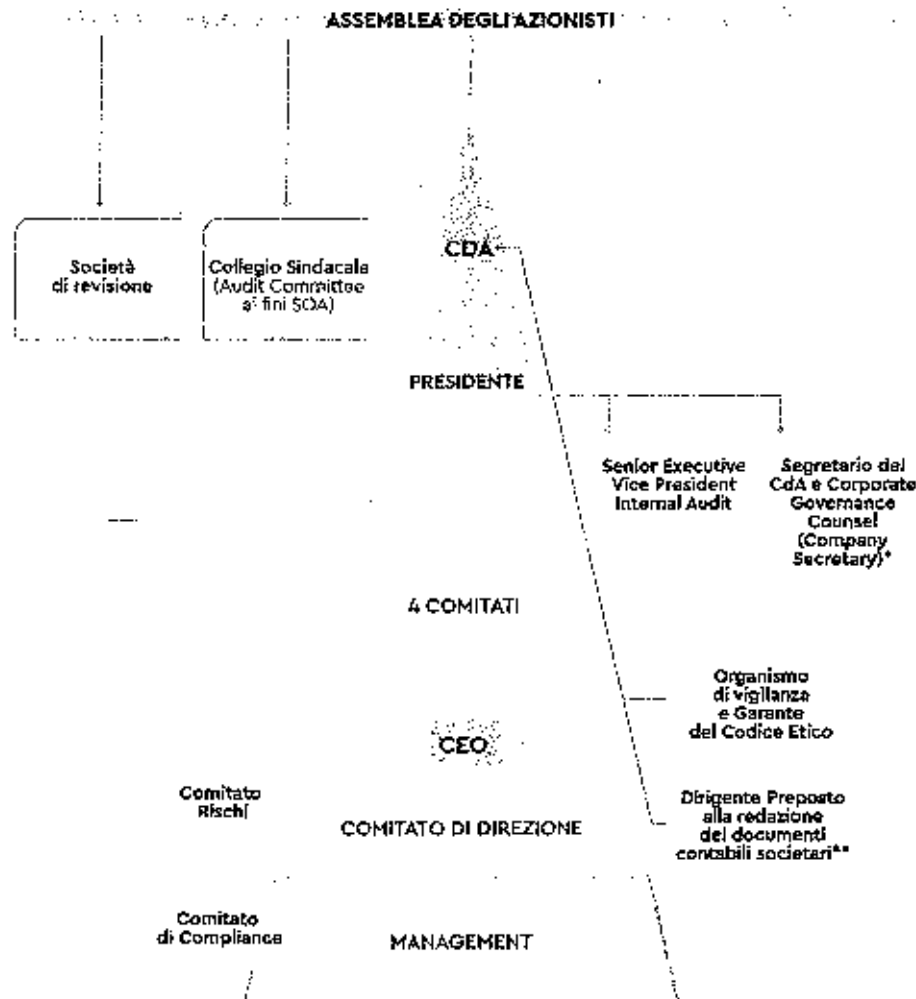 ASSEMBLEA DEGLI AZIONISTI
Società
di revisione
Collegio Sindacale
(Audit Committee
ai fini SOA)
CDA
PRESIDENTE
Senior Executive
Vice President
Internal Audit
Segretario del
CdA e Corporate
Governance
Counsel
(Company
Secretary)*
4 COMITATI
Organismo
di vigilanza
e Garante
del Codice Etico
CEO
Comitato
Rischi
COMITATO DI DIREZIONE
Dirigente Preposto
alla redazione
dei documenti
contabili societari**
Comitato
di Compliance
MANAGEMENT